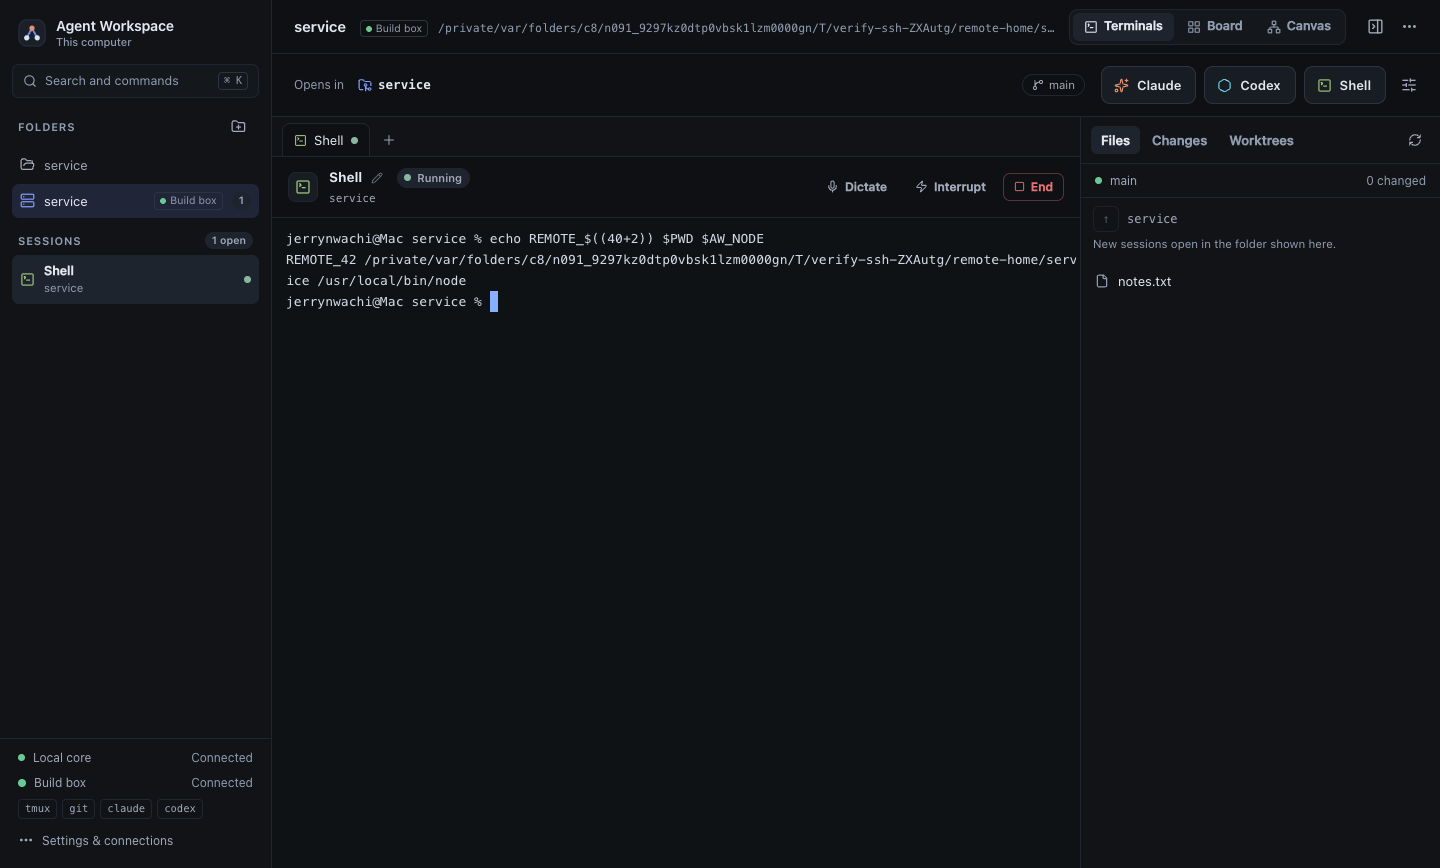 Agent Workspace
This computer
Search and commands ⌘ K
FOLDERS
service
service Build box 1
SESSIONS 1 open
Shell
service
Local core Connected
Build box Connected
tmux git claude codex
Settings & connections
service Build box /private/var/folders/c8/n091_9297kz0dtp0vbsk1lzm0000gn/T/verify-ssh-ZXAutg/remote-home/s…
Terminals Board Canvas
Opens in service
main Claude Codex Shell
Shell
Shell Running
service
Dictate Interrupt End
jerrynwachi@Mac service % echo REMOTE_$((40+2)) $PWD $AW_NODE
REMOTE_42 /private/var/folders/c8/n091_9297kz0dtp0vbsk1lzm0000gn/T/verify-ssh-ZXAutg/remote-home/serv
ice /usr/local/bin/node
jerrynwachi@Mac service %
Files Changes Worktrees
main 0 changed
↑ service
New sessions open in the folder shown here.
notes.txt